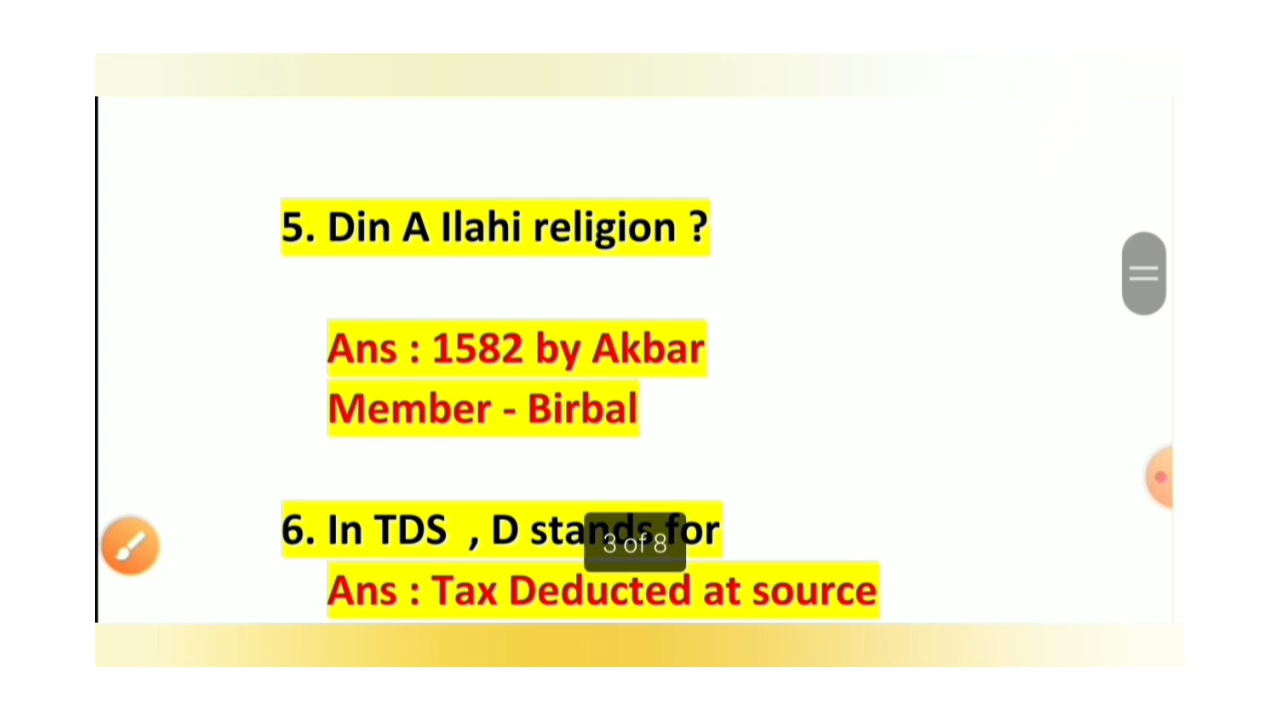 5. Din A Ilahi religion ?
Ans : 1582 by Akbar
Member - Birbal
6. In TDS , D stands for
3 of 8
Ans : Tax Deducted at source